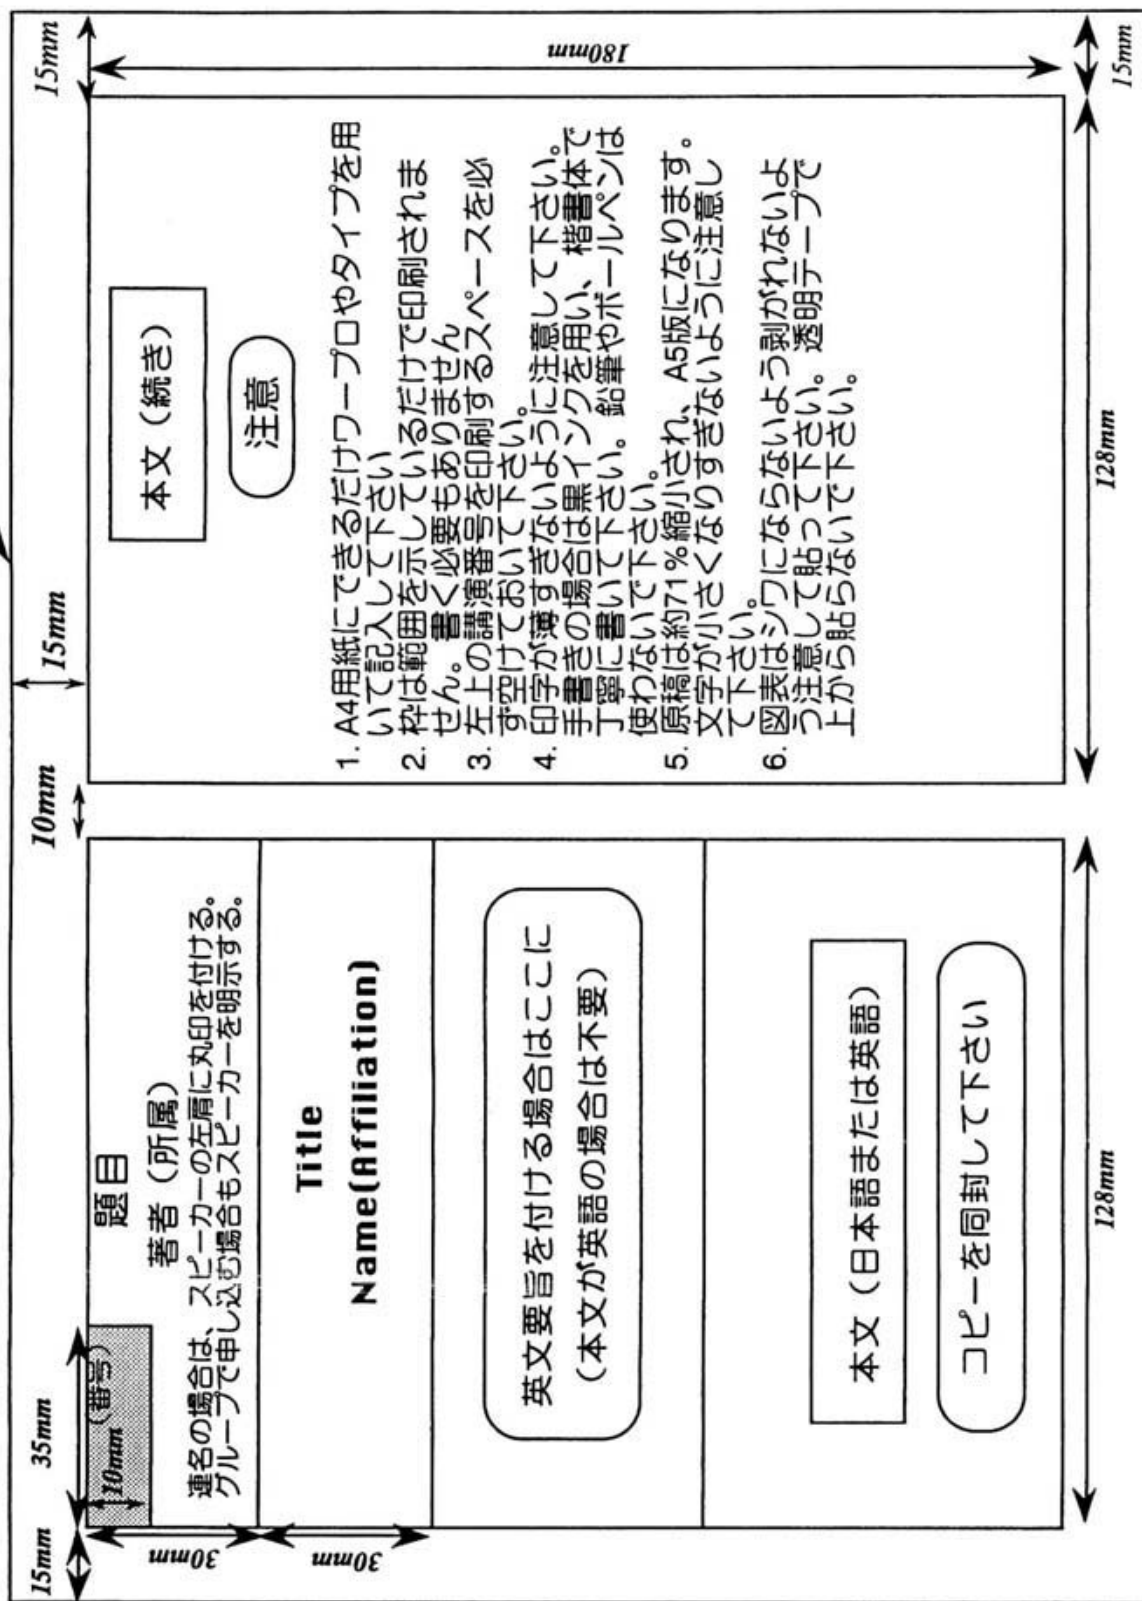 15mm
35mm
10mm
(番号)
題目
著者（所属）
連名の場合は、スピーカーの左肩に丸印を付ける。
グループで申し込む場合もスピーカーを明示する。
30mm
Title
Name(Affiliation)
30mm
英文要旨を付ける場合はここに
（本文が英語の場合は不要）
本文（日本語または英語）
コピーを同封して下さい
128mm
10mm
15mm
15mm
本文（続き）
注意
1. A4用紙にできるだけワープロやタイプを用
いて記入して下さい
2. 枠は範囲を示しているだけで印刷されま
せん。書く必要もありません
3. 左上の講演番号を印刷するスペースを必
ず空けておいて下さい。
4. 印字が薄すぎないように注意して下さい。
手書きの場合は黒インクを用い、楷書体で
丁寧に書いて下さい。鉛筆やボールペンは
使わないで下さい。
5. 原稿は約71%縮小され、A5版になります。
文字が小さくなりすぎないように注意し
て下さい。
6. 図表はシワにならないよう剥がれないよ
う注意して貼って下さい。透明テープで
上から貼らないで下さい。
180mm
128mm
15mm